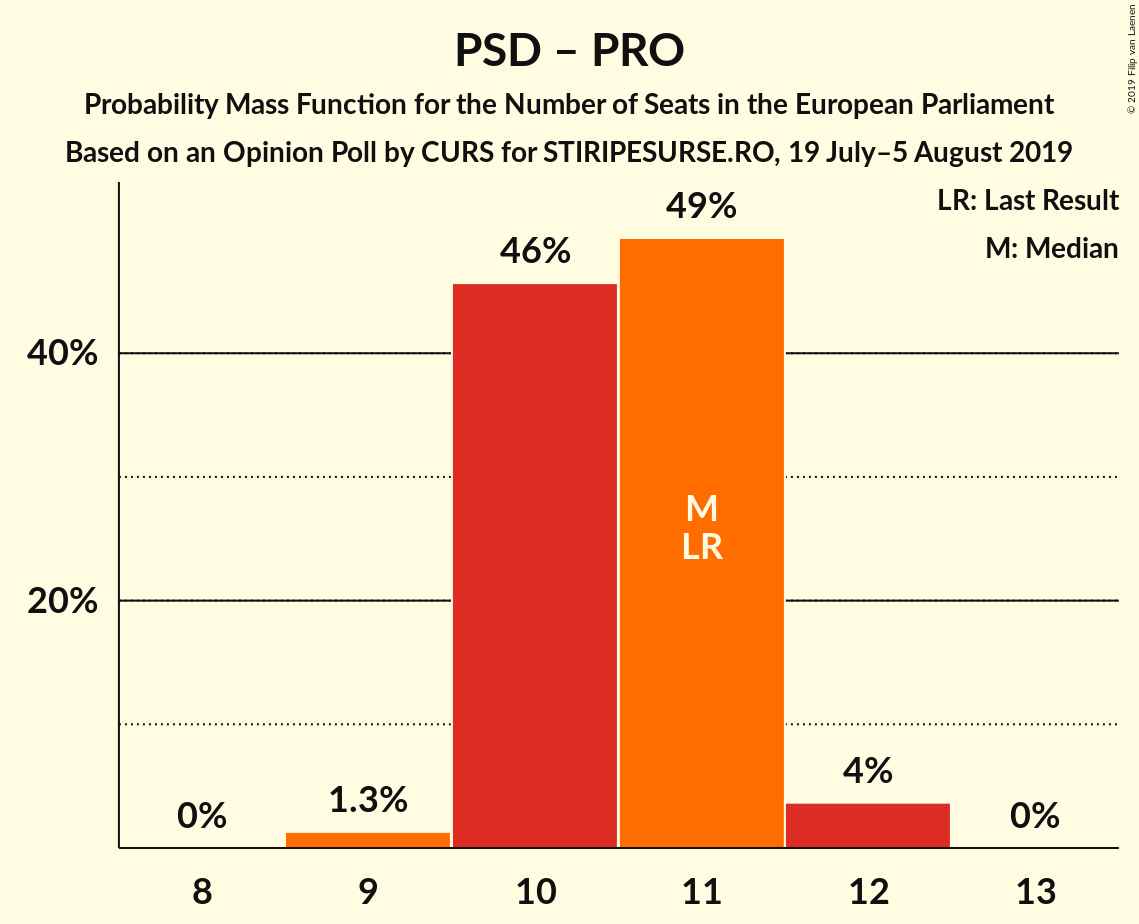 PSD – PRO
Probability Mass Function for the Number of Seats in the European Parliament
Based on an Opinion Poll by CURS for STIRIPESURSE.RO, 19 July–5 August 2019
© 2019 Filip van Laenen
LR: Last Result
M: Median
49%
46%
40%
M
LR
20%
4%
1.3%
0%
0%
8
9
10
11
12
13